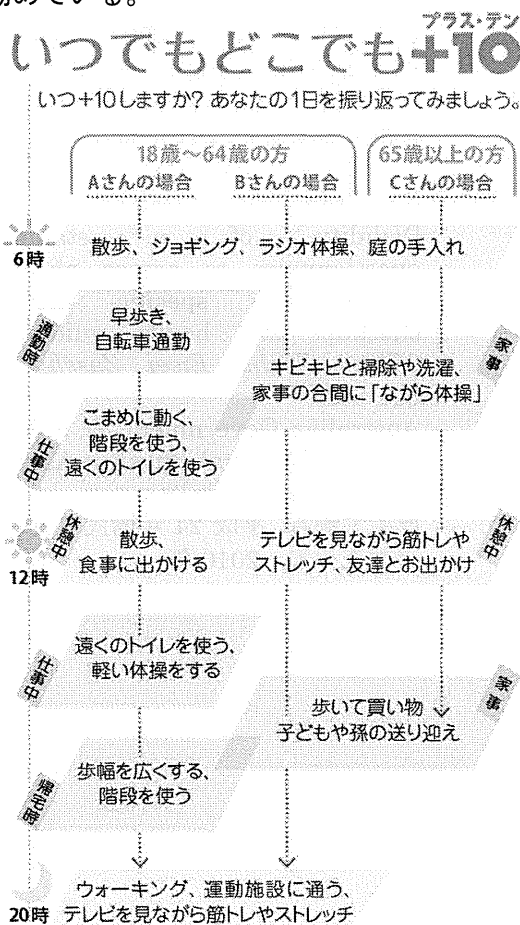 めている。
プラス・テン
いつでもどこでも+10
いつ+10しますか? あなたの1日を振り返ってみましょう。
18歳〜64歳の方
65歳以上の方
Aさんの場合
Bさんの場合
Cさんの場合
6時
散歩、ジョギング、ラジオ体操、庭の手入れ
通勤時
早歩き、
自転車通勤
家事
キビキビと掃除や洗濯、
家事の合間に「ながら体操」
仕事中
こまめに動く、
階段を使う、
遠くのトイレを使う
12時
休憩中
散歩、
食事に出かける
テレビを見ながら筋トレや
ストレッチ、友達とお出かけ
休憩中
仕事中
遠くのトイレを使う、
軽い体操をする
家事
歩いて買い物
子どもや孫の送り迎え
帰宅時
歩幅を広くする、
階段を使う
20時
ウォーキング、運動施設に通う、
テレビを見ながら筋トレやストレッチ